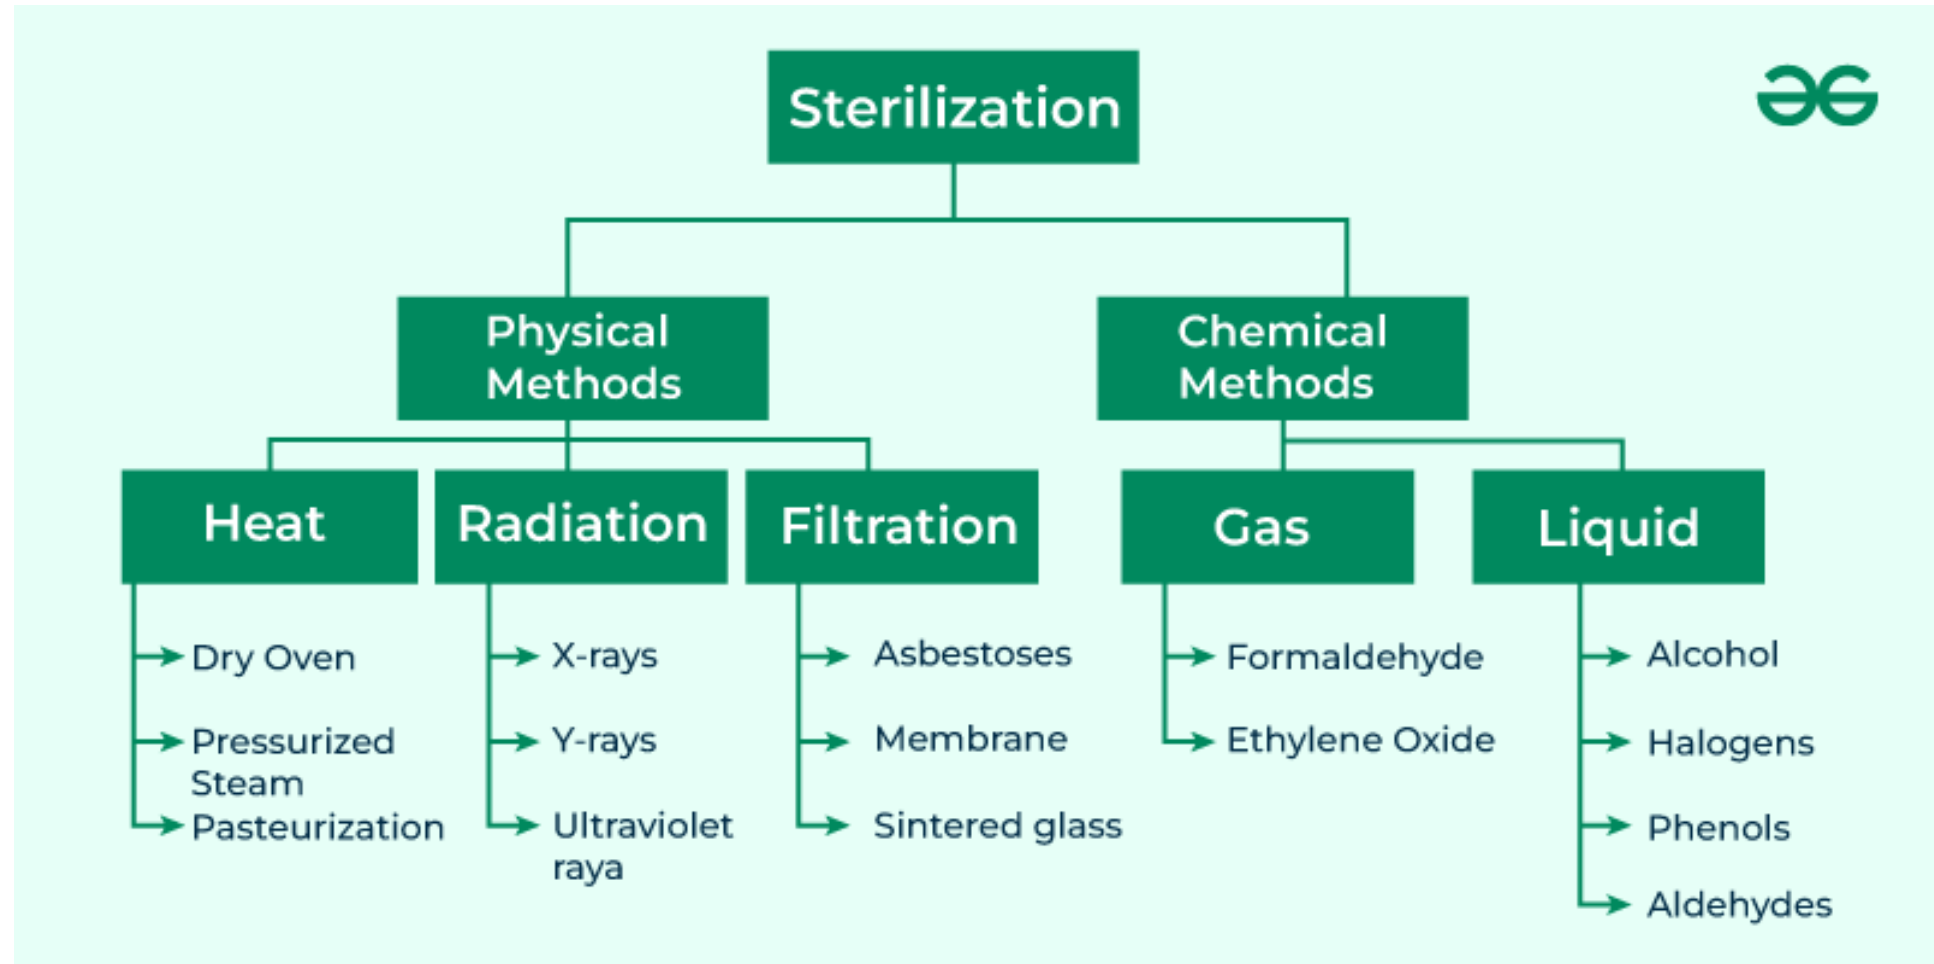 Sterilization
Physical
Methods
Chemical
Methods
Heat
Radiation
Filtration
Gas
Liquid
Dry Oven
Pressurized
Steam
Pasteurization
X-rays
Y-rays
Ultraviolet
raya
Asbestoses
Membrane
Sintered glass
Formaldehyde
Ethylene Oxide
Alcohol
Halogens
Phenols
Aldehydes